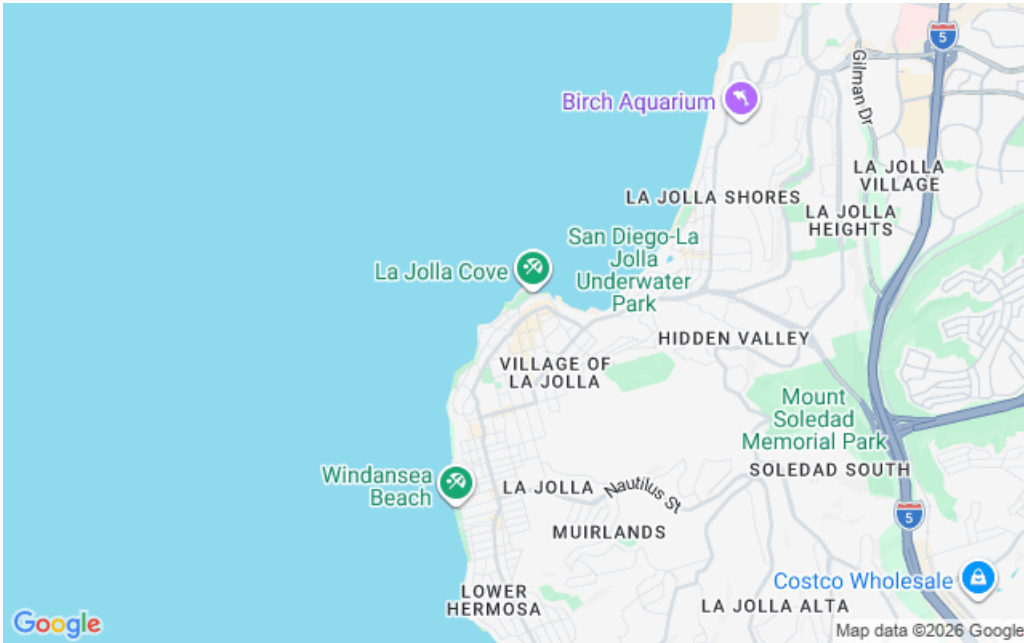 5
Gilman Dr
Birch Aquarium
LA JOLLA
VILLAGE
LA JOLLA SHORES
LA JOLLA
HEIGHTS
San Diego-La
Jolla
Underwater
Park
La Jolla Cove
HIDDEN VALLEY
VILLAGE OF
LA JOLLA
Mount
Soledad
Memorial Park
SOLEDAD SOUTH
Windansea
Beach
LA JOLLA
Nautilus St
5
MUIRLANDS
Costco Wholesale
LOWER
HERMOSA
LA JOLLA ALTA
Google
Map data ©2026 Google